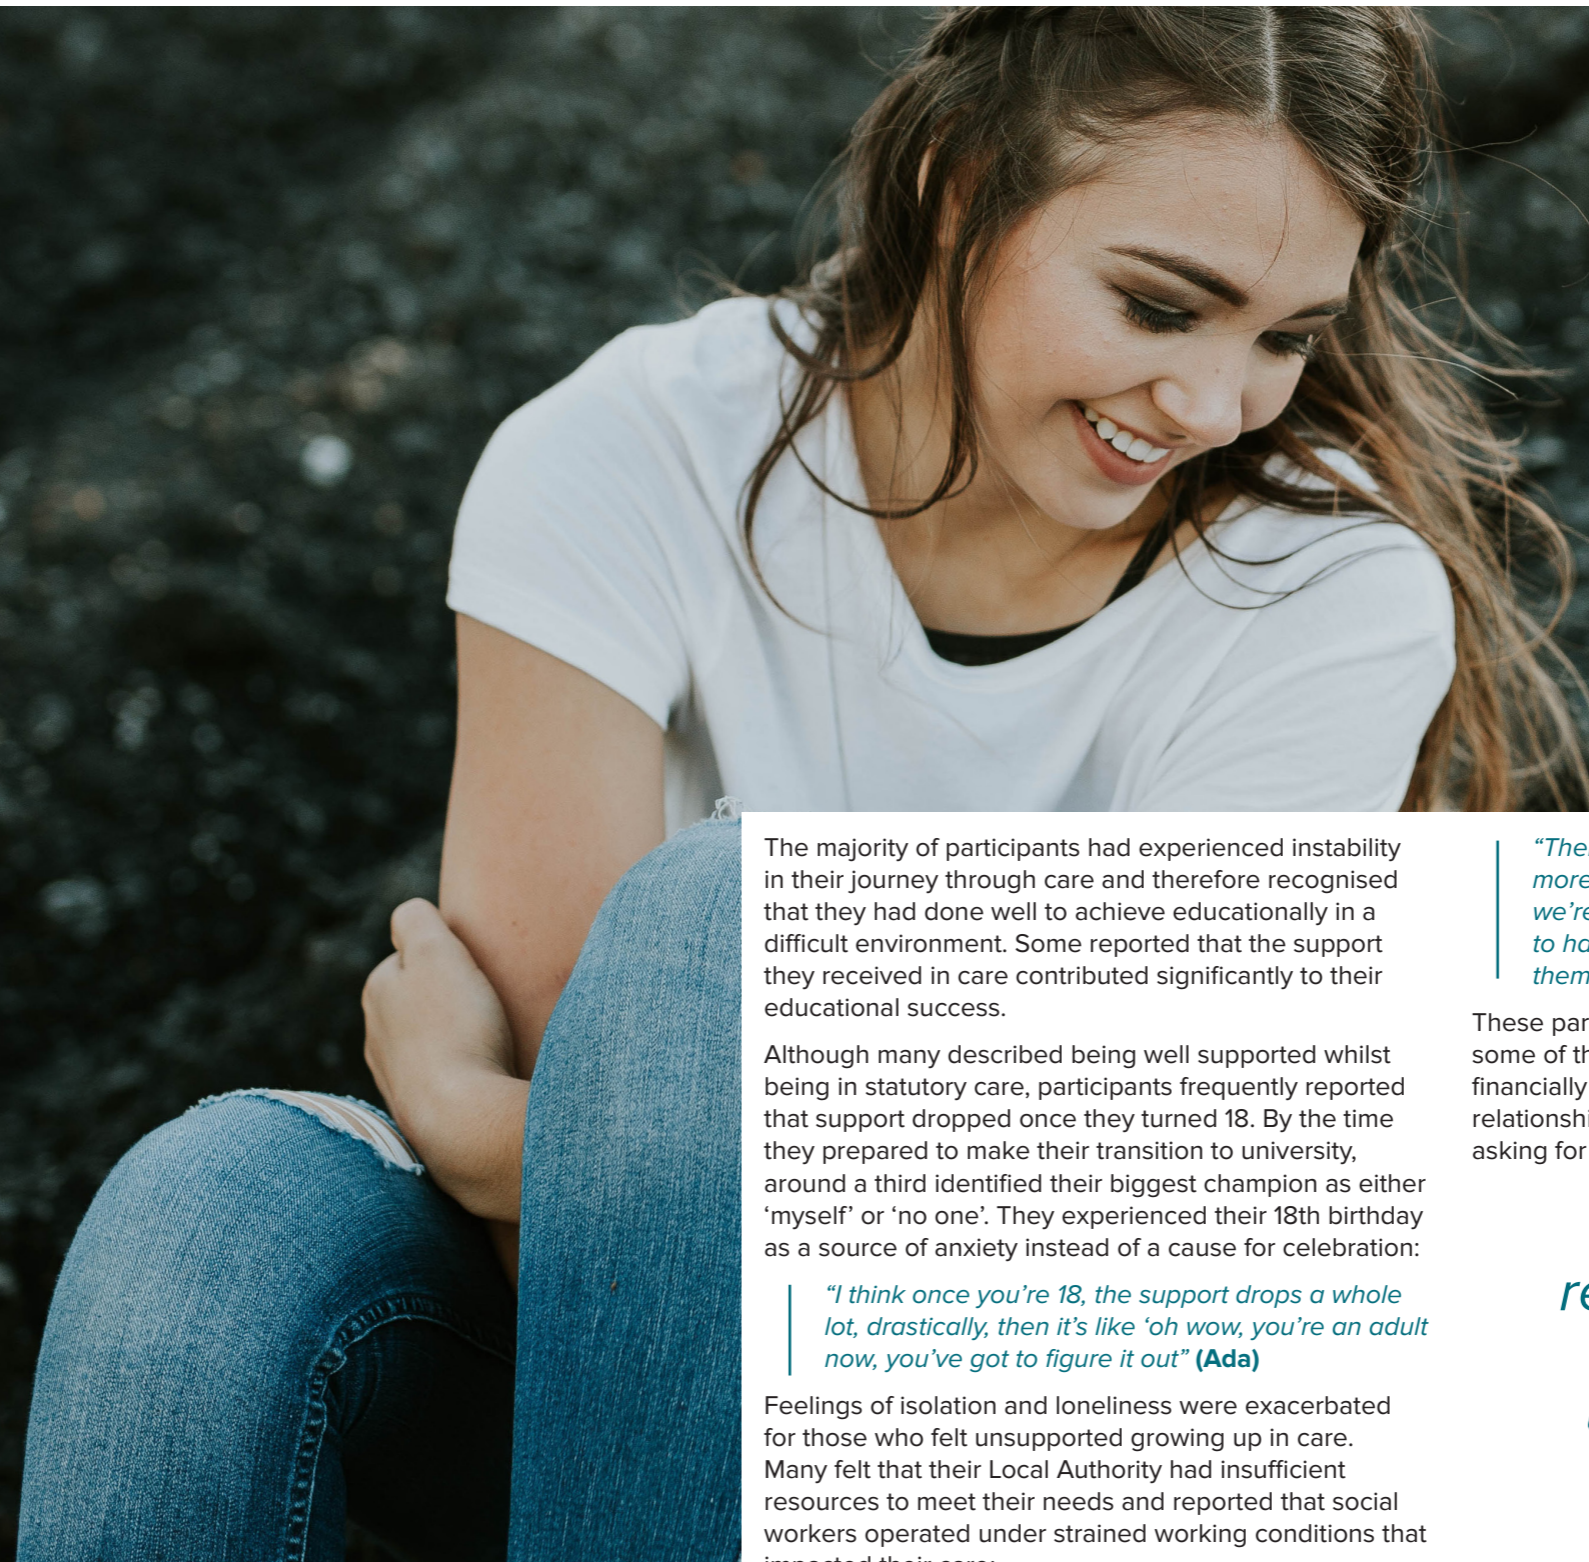 The majority of participants had experienced instability
in their journey through care and therefore recognised
that they had done well to achieve educationally in a
difficult environment. Some reported that the support
they received in care contributed significantly to their
educational success.
Although many described being well supported whilst
being in statutory care, participants frequently reported
that support dropped once they turned 18. By the time
they prepared to make their transition to university,
around a third identified their biggest champion as either
‘myself’ or ‘no one’. They experienced their 18th birthday
as a source of anxiety instead of a cause for celebration:
“I think once you’re 18, the support drops a whole
lot, drastically, then it’s like ‘oh wow, you’re an adult
now, you’ve got to figure it out” (Ada)
Feelings of isolation and loneliness were exacerbated
for those who felt unsupported growing up in care.
Many felt that their Local Authority had insufficient
resources to meet their needs and reported that social
workers operated under strained working conditions that
more
we’re
to
them
These
some of
financially
asking for